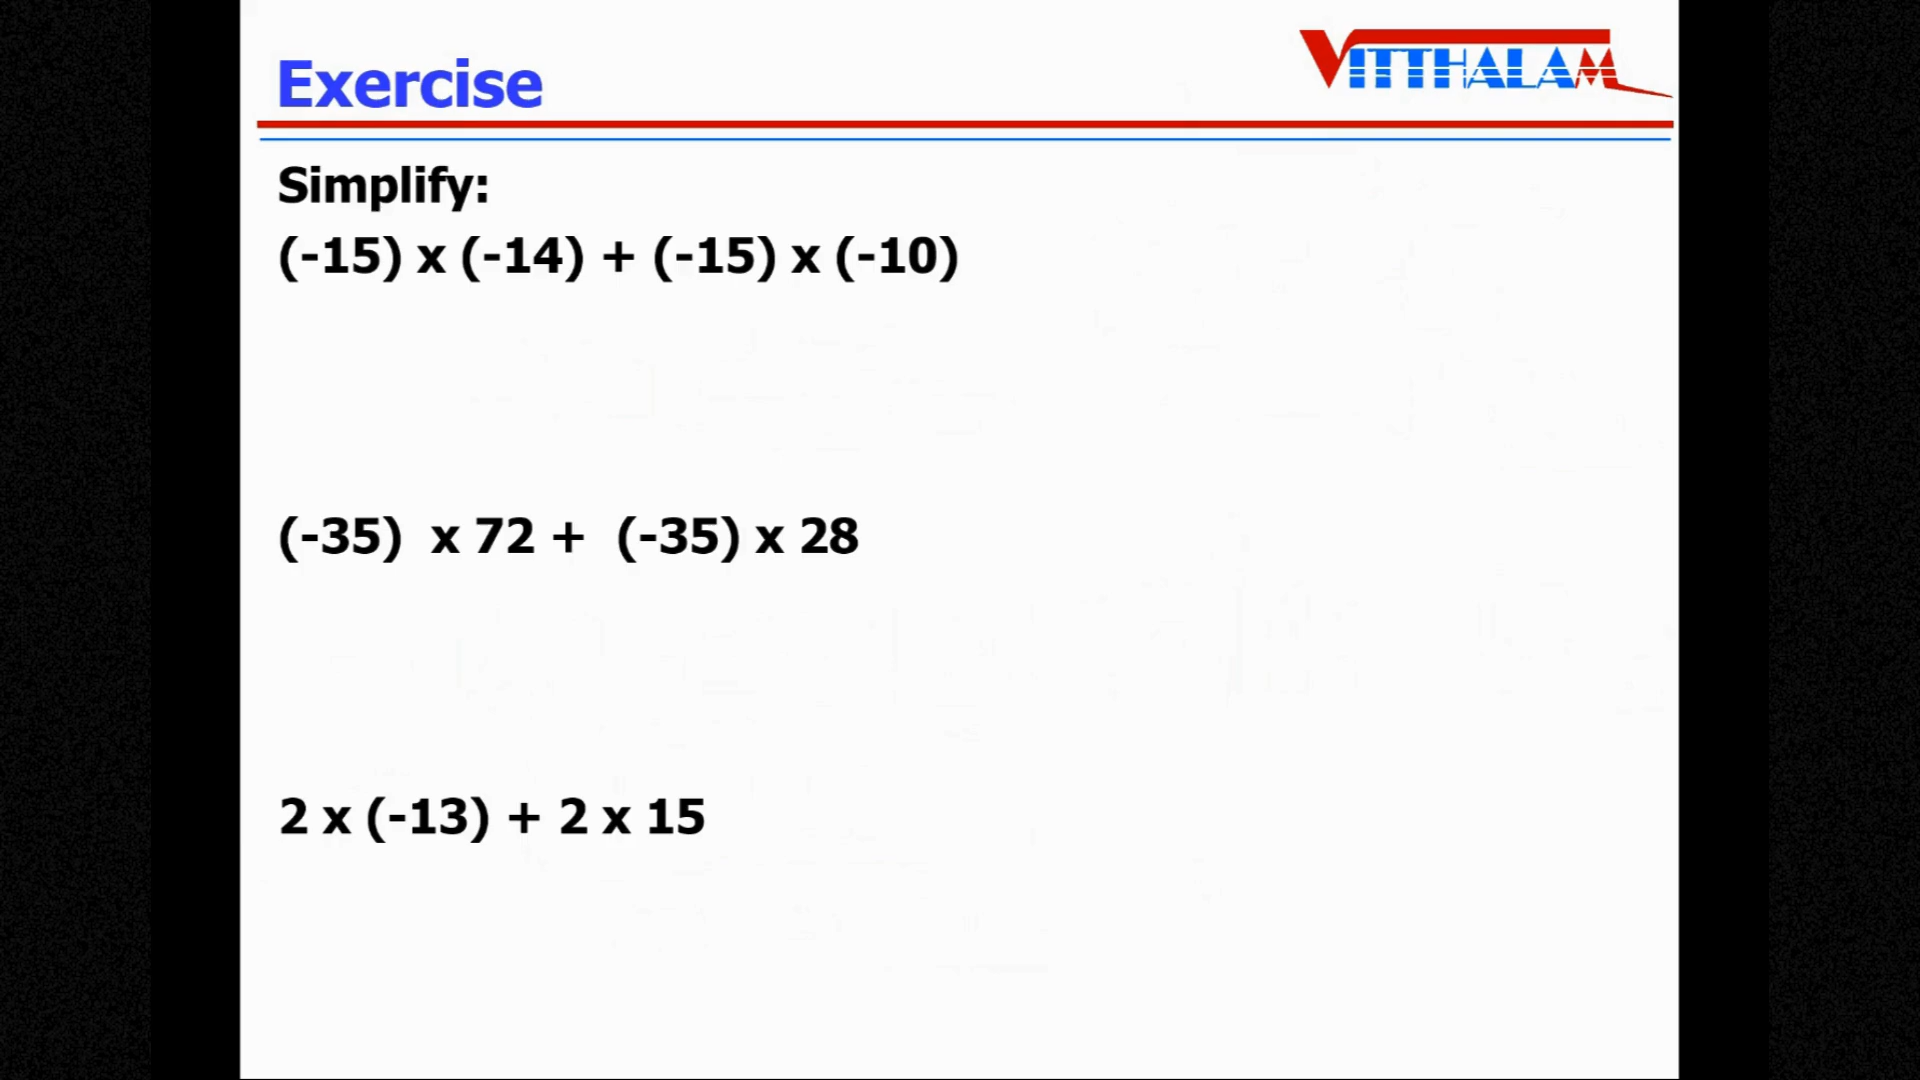 Exercise
VITTHALAM
Simplify:
(-15) x (-14) + (-15) x (-10)
(-35) x 72 + (-35) x 28
2 x (-13) + 2 x 15